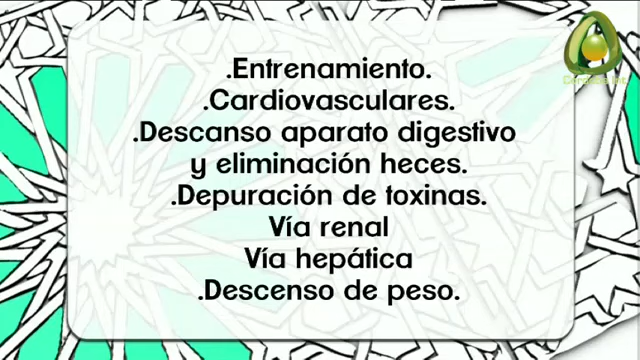 .Entrenamiento.
.Cardiovasculares.
.Descanso aparato digestivo
y eliminación heces.
.Depuración de toxinas.
Vía renal
Vía hepática
.Descenso de peso.